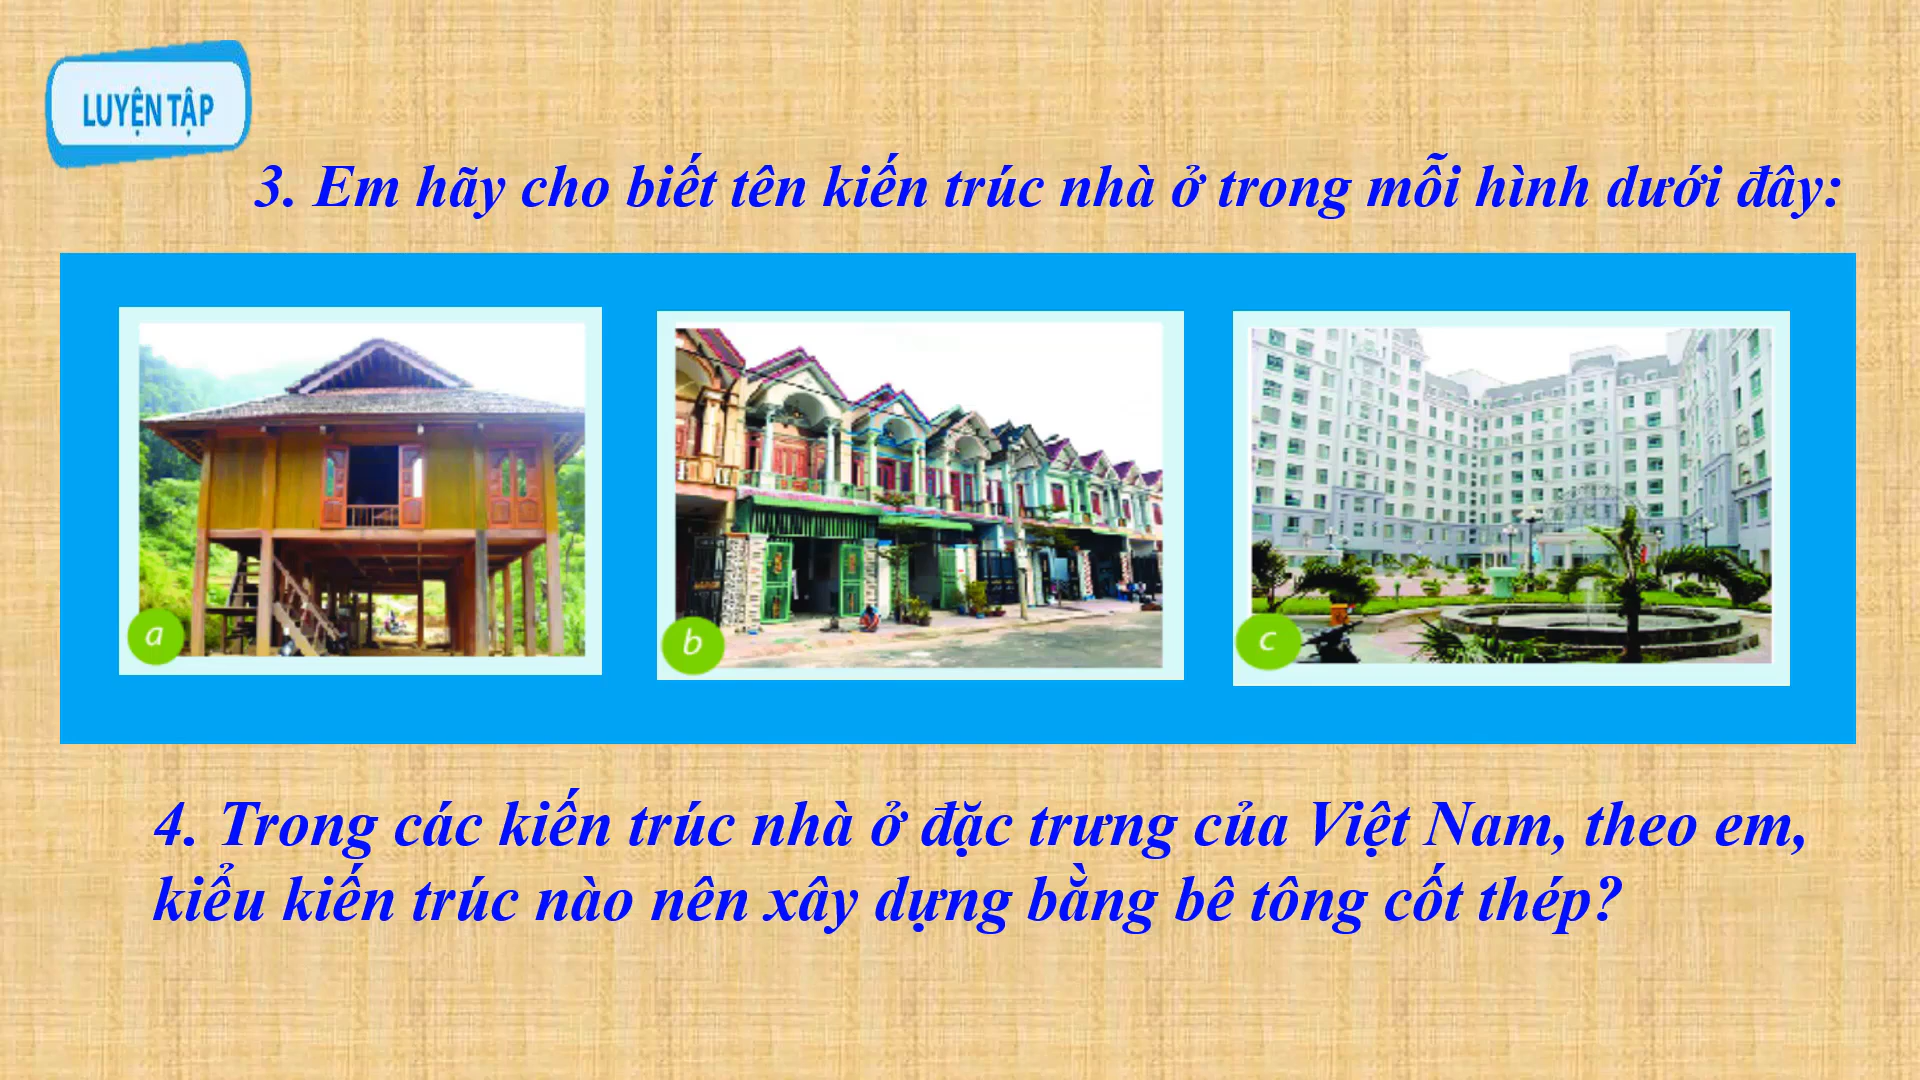 LUYỆN TẬP
3. Em hãy cho biết tên kiến trúc nhà ở trong mỗi hình dưới đây:
a
b
c
4. Trong các kiến trúc nhà ở đặc trưng của Việt Nam, theo em,
kiểu kiến trúc nào nên xây dựng bằng bê tông cốt thép?